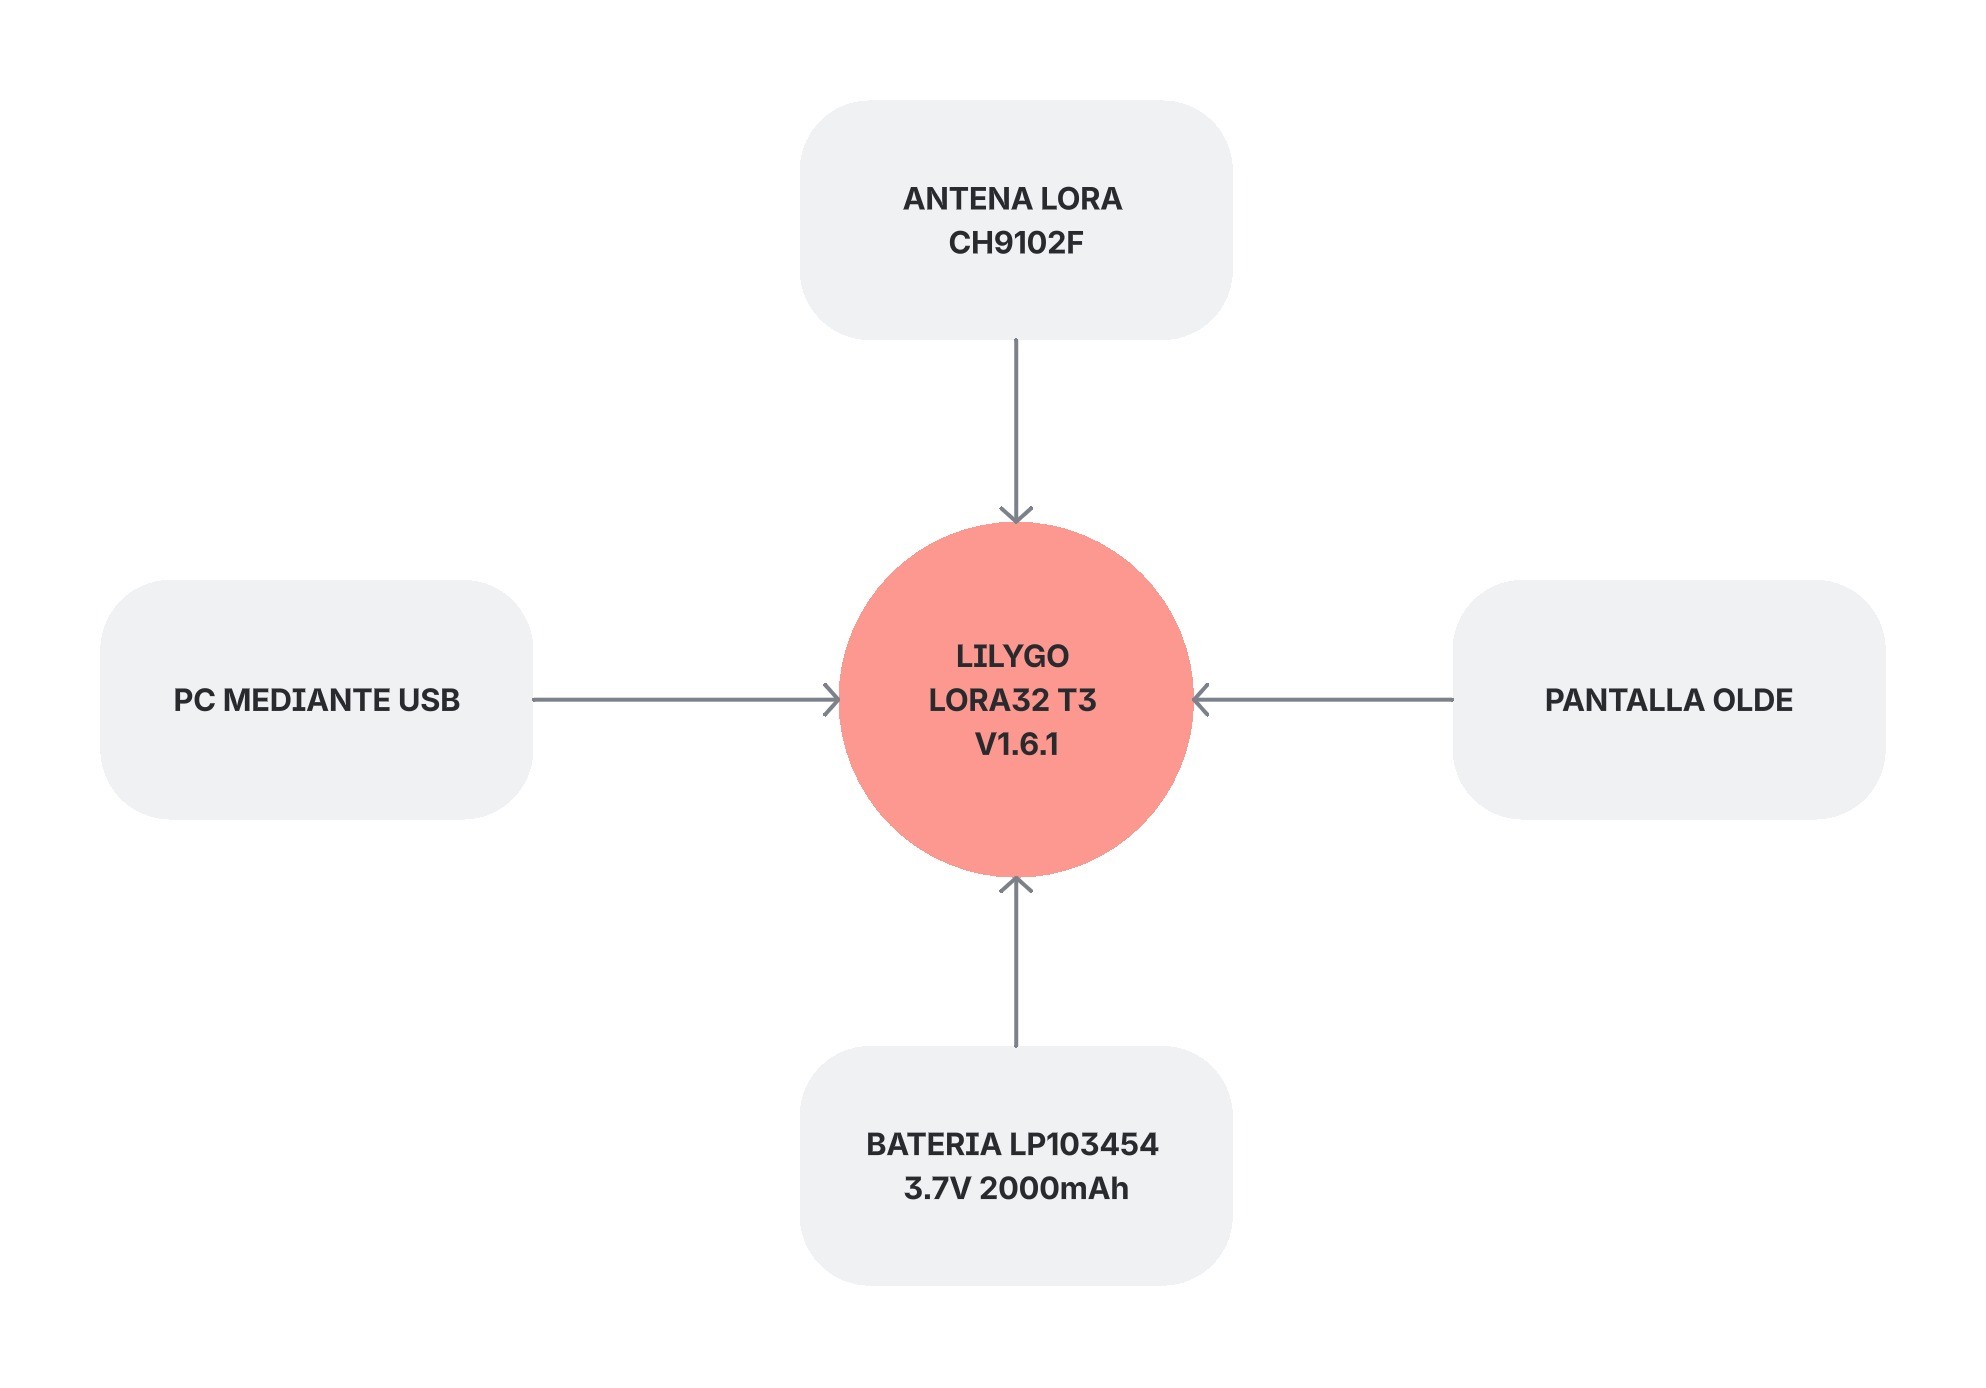 ANTENA LORA
CH9102F
PC MEDIANTE USB
LILYGO
LORA32 T3
V1.6.1
PANTALLA OLDE
BATERIA LP103454
3.7V 2000mAh